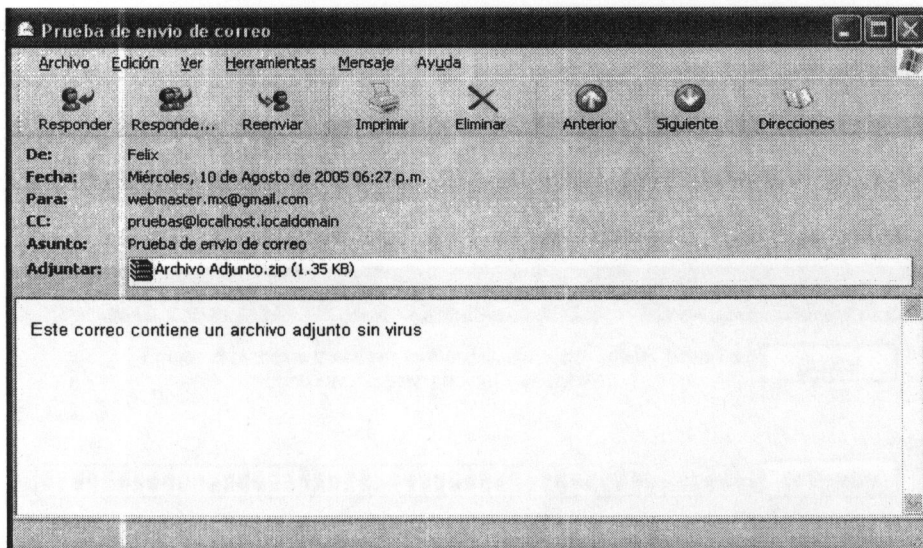 Prueba de envio de correo
Archivo Edición Ver Herramientas Mensaje Ayuda
Responder Responde... Reenviar Imprimir Eliminar Anterior Siguiente Direcciones
De: Felix
Fecha: Miércoles, 10 de Agosto de 2005 06:27 p.m.
Para: webmaster.mx@gmail.com
CC: pruebas@localhost.localdomain
Asunto: Prueba de envio de correo
Adjuntar: Archivo Adjunto.zip (1.35 KB)
Este correo contiene un archivo adjunto sin virus